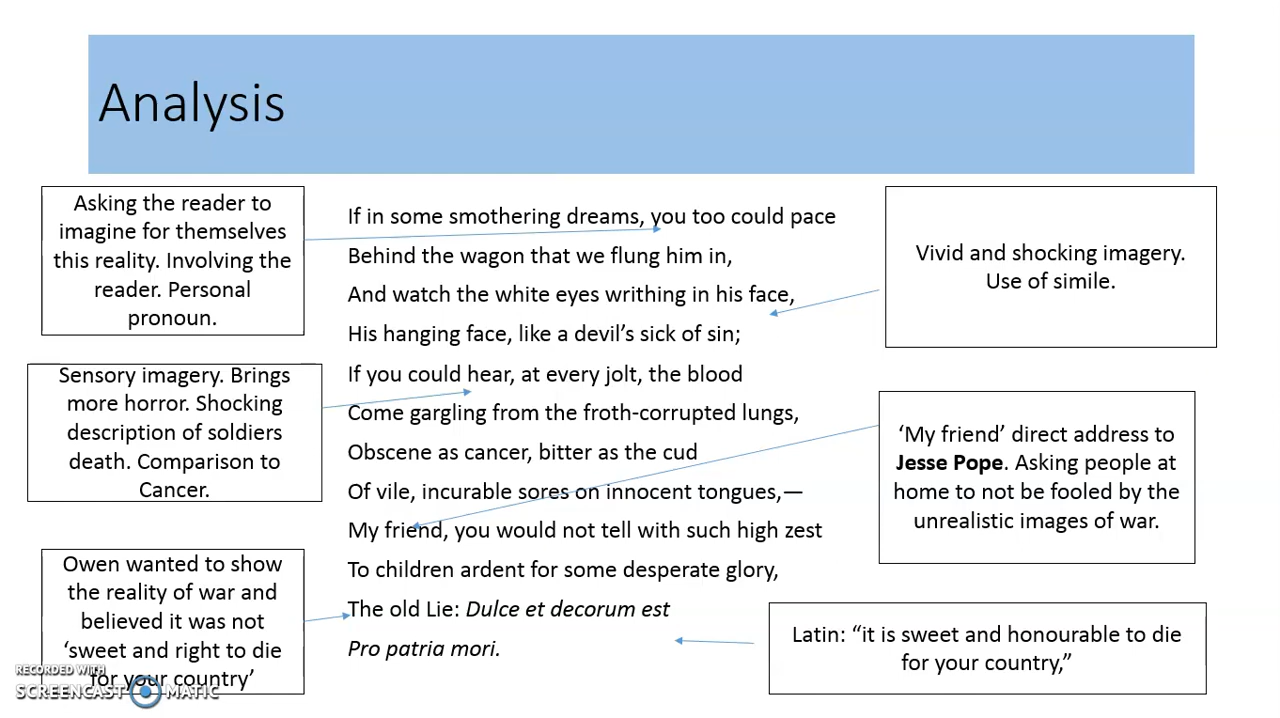 Analysis
Asking the reader to
imagine for themselves
this reality. Involving the
reader. Personal
pronoun.
Sensory imagery. Brings
more horror. Shocking
description of soldiers
death. Comparison to
Cancer.
Owen wanted to show
the reality of war and
believed it was not
‘sweet and right to die
for your country’
If in some smothering dreams, you too could pace
Behind the wagon that we flung him in,
And watch the white eyes writhing in his face,
His hanging face, like a devil’s sick of sin;
If you could hear, at every jolt, the blood
Come gargling from the froth-corrupted lungs,
Obscene as cancer, bitter as the cud
Of vile, incurable sores on innocent tongues,—
My friend, you would not tell with such high zest
To children ardent for some desperate glory,
The old Lie: Dulce et decorum est
Pro patria mori.
Vivid and shocking imagery.
Use of simile.
‘My friend’ direct address to
Jesse Pope. Asking people at
home to not be fooled by the
unrealistic images of war.
Latin: “it is sweet and honourable to die
for your country,”
RECORDED WITH
SCREENCAST MATIC